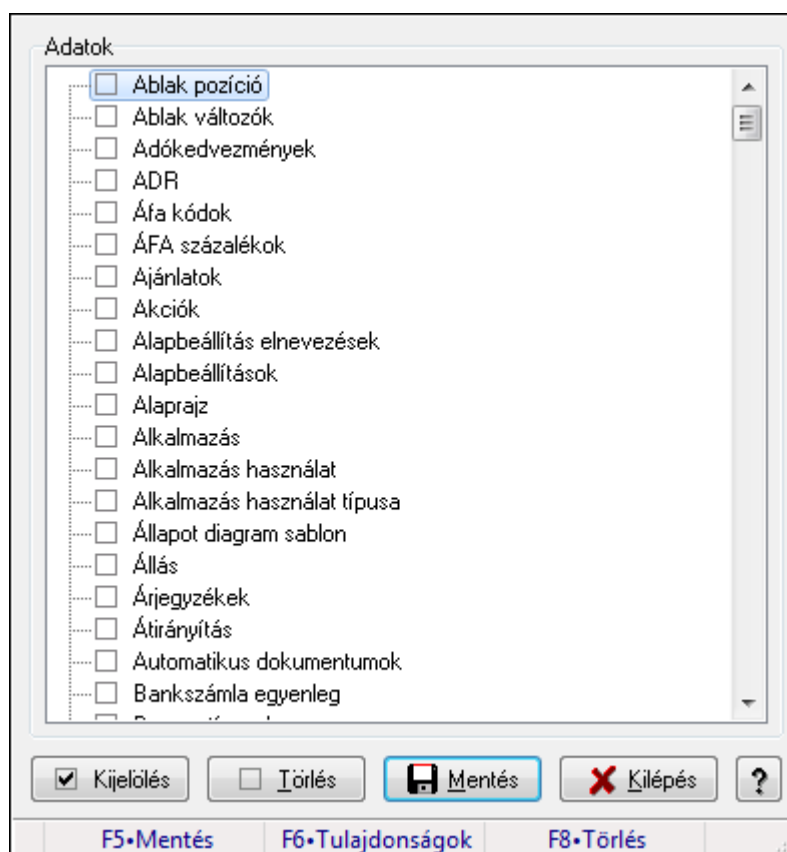 Adatok
Ablak pozíció
Ablak változók
Adókedvezmények
ADR
Áfa kódok
ÁFA százalékok
Ajánlatok
Akciók
Alapbeállítás elnevezések
Alapbeállítások
Alaprajz
Alkalmazás
Alkalmazás használat
Alkalmazás használat típusa
Állapot diagram sablon
Állás
Árjegyzékek
Átirányítás
Automatikus dokumentumok
Bankszámla egyenleg
Kijelölés Törlés Mentés Kilépés ?
F5•Mentés F6•Tulajdonságok F8•Törlés